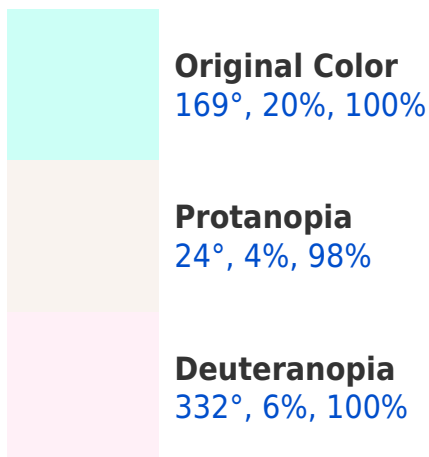 Original Color
169°, 20%, 100%
Protanopia
24°, 4%, 98%
Deuteranopia
332°, 6%, 100%